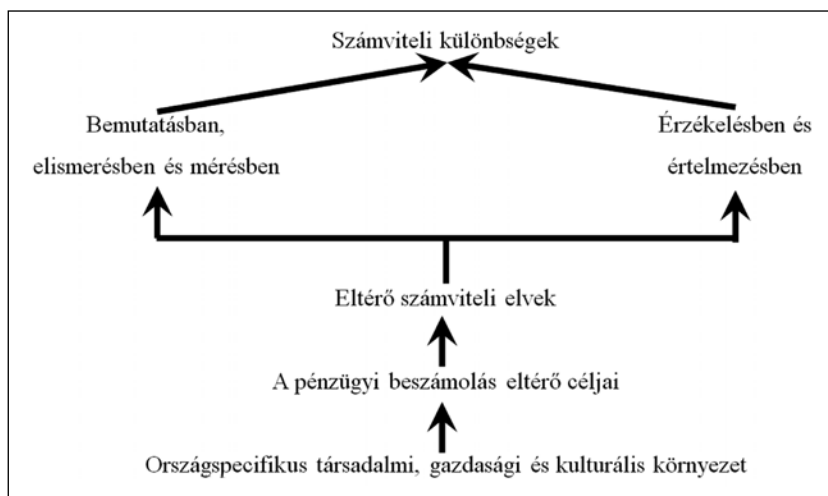 Számviteli különbségek
Bemutatásban,
elismerésben és mérésben
Érzékelésben és
értelmezésben
Eltérő számviteli elvek
A pénzügyi beszámolás eltérő céljai
Országspecifikus társadalmi, gazdasági és kulturális környezet